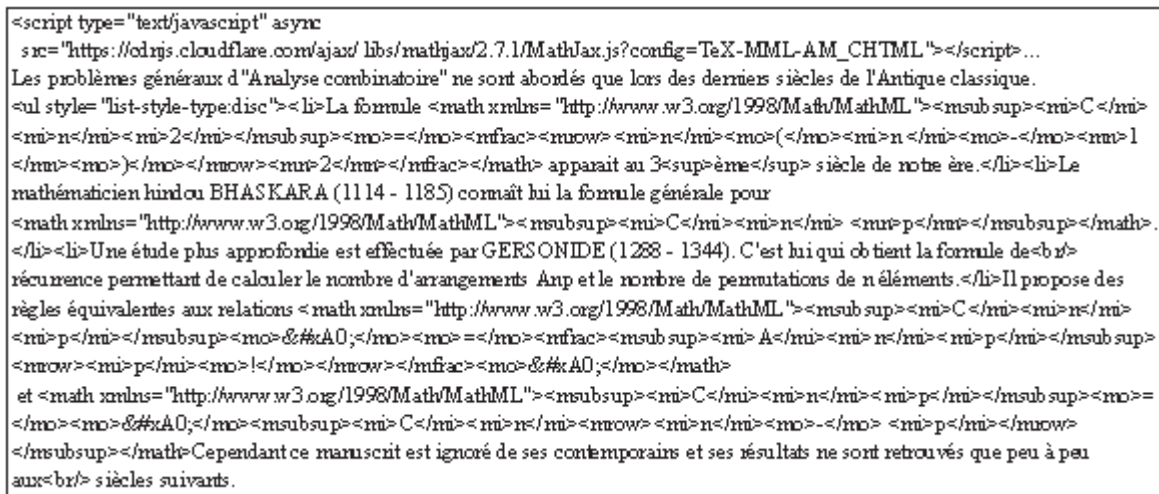 <script type="text/javascript" async
src="https://cdnjs.cloudflare.com/ajax/ libs/mathjax/2.7.1/MathJax.js?config=TeX-MML-AM_CHTML"></script>...
Les problèmes généraux d"Analyse combinatoire" ne sont abordés que lors des derniers siècles de l'Antique classique.
<ul style="list-style-type:disc"><li>La formule <math xmlns="http://www.w3.org/1998/Math/MathML"><msubsup><mi>C</mi>
<mi>n</mi><mi>2</mi></msubsup><mo>=</mo><mfrac><mrow><mi>n</mi><mo>(</mo><mi>n </mi><mo>-</mo><mn>1
</mn><mo>)</mo></mrow><mn>2</mn></mfrac></math> apparait au 3<sup>ème</sup> siècle de notre ère.</li><li>Le
mathématicien hindou BHASKARA (1114 - 1185) connaît lui la formule générale pour
<math xmlns="http://www.w3.org/1998/Math/MathML"><msubsup><mi>C</mi><mi>n</mi> <mn>p</mn></msubsup></math>.
</li><li>Une étude plus approfondie est effectuée par GERSONIDE (1288 - 1344). C'est lui qui obtient la formule de<br/>
récurrence permettant de calculer le nombre d'arrangements Anp et le nombre de permutations de n éléments.</li>Il propose des
règles équivalentes aux relations <math xmlns="http://www.w3.org/1998/Math/MathML"><msubsup><mi>C</mi><mi>n</mi>
<mi>p</mi></msubsup><mo>&#xA0;</mo><mo>=</mo><mfrac><msubsup><mi>A</mi><mi>n</mi><mi>p</mi></msubsup>
<mrow><mi>p</mi><mo>!</mo></mrow></mfrac><mo>&#xA0;</mo></math>
et <math xmlns="http://www.w3.org/1998/Math/MathML"><msubsup><mi>C</mi><mi>n</mi><mi>p</mi></msubsup><mo>=
</mo><mo>&#xA0;</mo><msubsup><mi>C</mi><mi>n</mi><mrow><mi>n</mi><mo>-</mo> <mi>p</mi></mrow>
</msubsup></math>Cependant ce manuscrit est ignoré de ses contemporains et ses résultats ne sont retrouvés que peu à peu
aux<br/> siècles suivants.